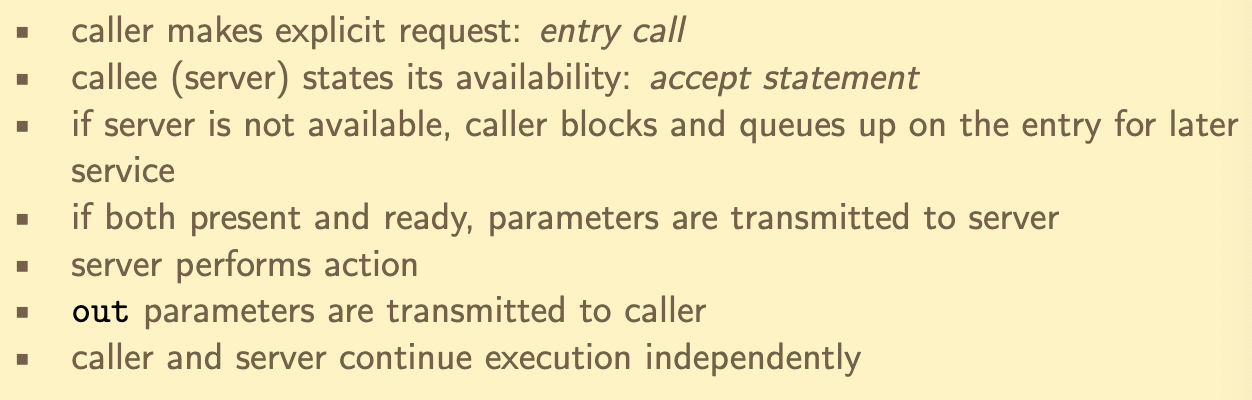 ▪ caller makes explicit request: entry call
▪ callee (server) states its availability: accept statement
▪ if server is not available, caller blocks and queues up on the entry for later
service
▪ if both present and ready, parameters are transmitted to server
▪ server performs action
▪ out parameters are transmitted to caller
▪ caller and server continue execution independently